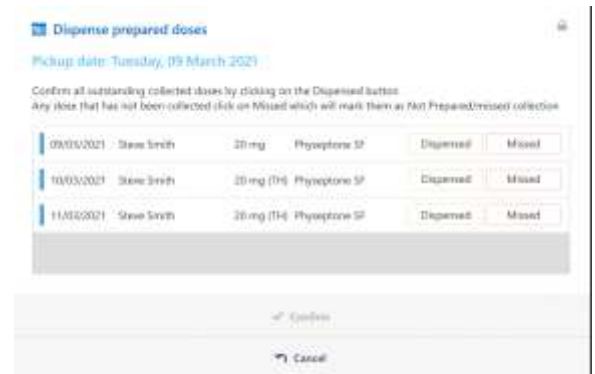 Dispense prepared doses
Pickup date: Tuesday, 09 March 2021
Confirm all outstanding collected doses by clicking on the Dispensed button
Any dose that has not been collected click on Missed which will mark them as Not Prepared/missed collection
09/03/2021 Steve Smith 20 mg Physeptone SF Dispensed Missed
10/03/2021 Steve Smith 20 mg (TH) Physeptone SF Dispensed Missed
11/03/2021 Steve Smith 20 mg (TH) Physeptone SF Dispensed Missed
Confirm
Cancel